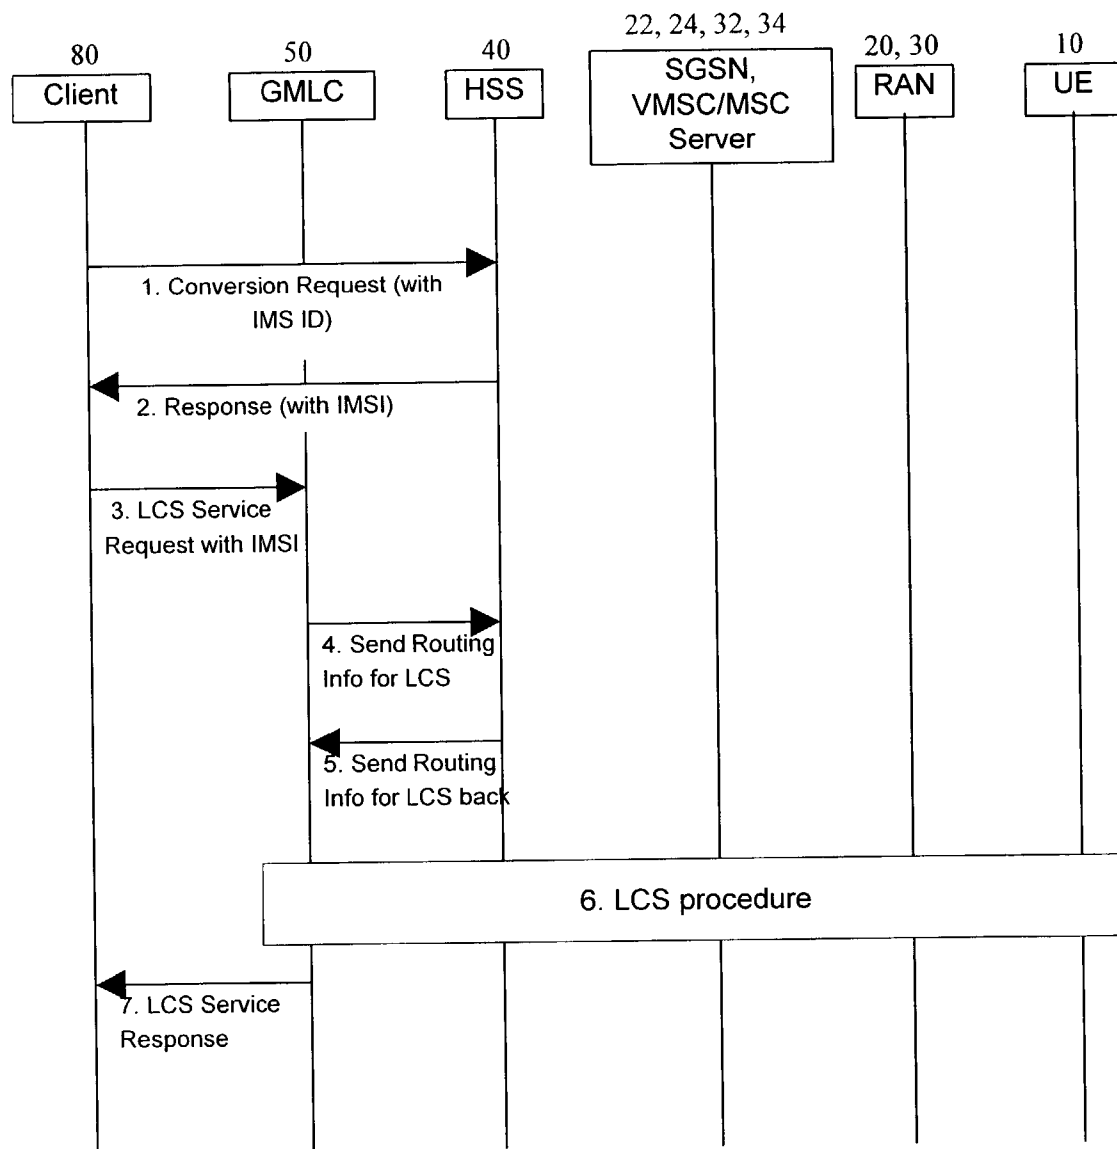 22, 24, 32, 34
80
50
40
20, 30
10
Client
GMLC
HSS
SGSN,
VMSC/MSC
Server
RAN
UE
1. Conversion Request (with
IMS ID)
2. Response (with IMSI)
3. LCS Service
Request with IMSI
4. Send Routing
Info for LCS
5. Send Routing
Info for LCS back
6. LCS procedure
7. LCS Service
Response